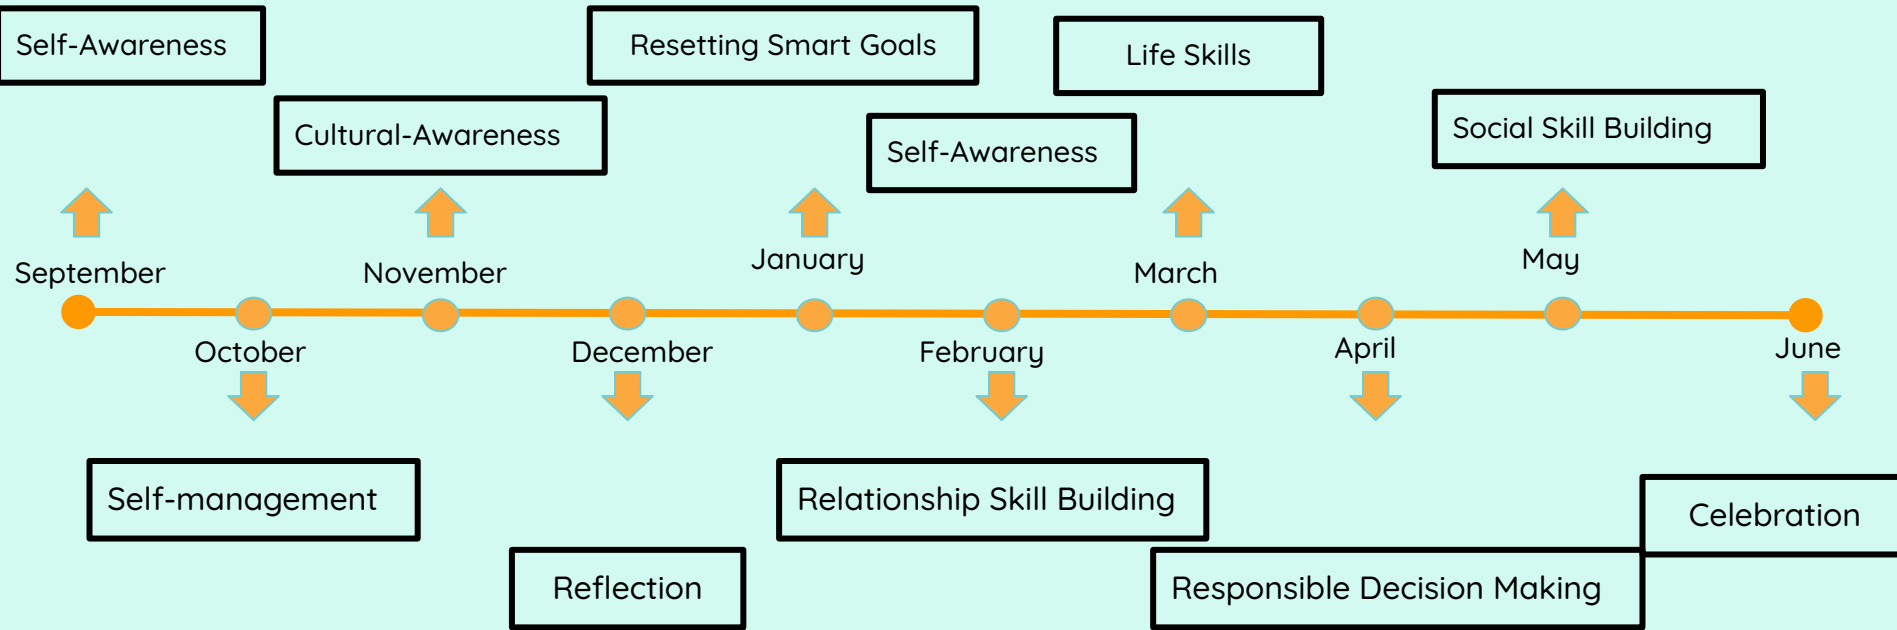 Self-Awareness
Resetting Smart Goals
Life Skills
Cultural-Awareness
Self-Awareness
Social Skill Building
September
November
January
March
May
October
December
February
April
June
Self-management
Relationship Skill Building
Celebration
Reflection
Responsible Decision Making